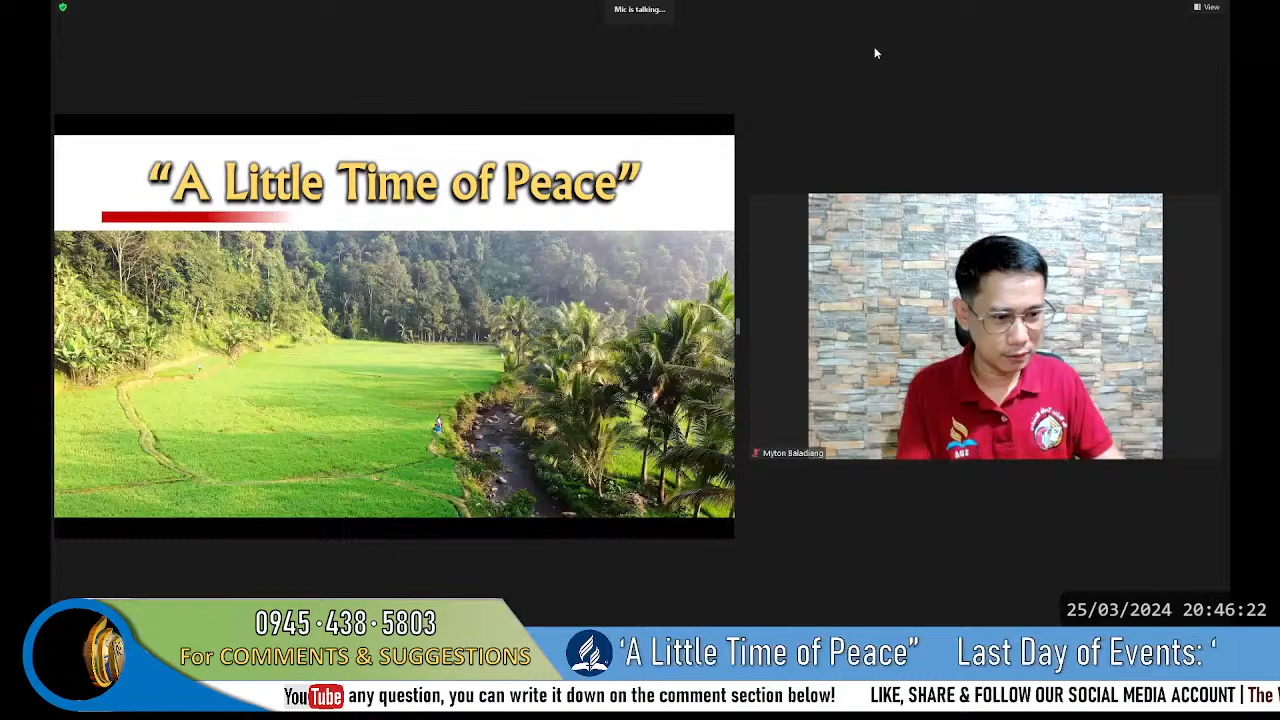 Mic is talking...
View
“A Little Time of Peace”
Myton Baladiang
SDA
25/03/2024 20:46:22
0945·438·5803
For COMMENTS & SUGGESTIONS
‘A Little Time of Peace” Last Day of Events: ‘
YouTube any question, you can write it down on the comment section below! LIKE, SHARE & FOLLOW OUR SOCIAL MEDIA ACCOUNT | The